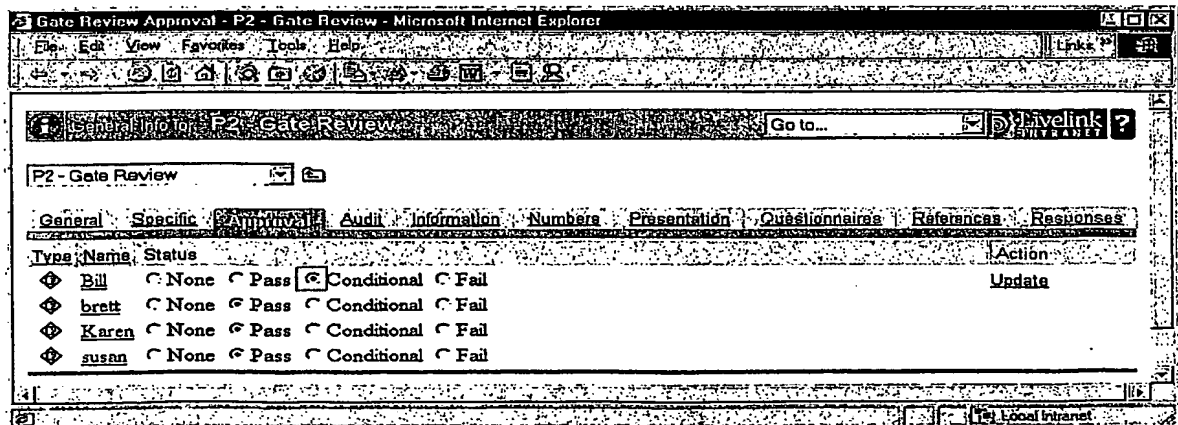 Gate Review Approval - P2 - Gate Review - Microsoft Internet Explorer
File Edit View Favorites Tools Help Links »
General Info for P2 - Gate Review Go to... Livelink INTRANET ?
P2 - Gate Review
General Specific Approval Audit Information Numbers Presentation Questionnaires References Responses
Type Name Status Action
Bill None Pass Conditional Fail Update
brett None Pass Conditional Fail
Karen None Pass Conditional Fail
susan None Pass Conditional Fail
Local intranet